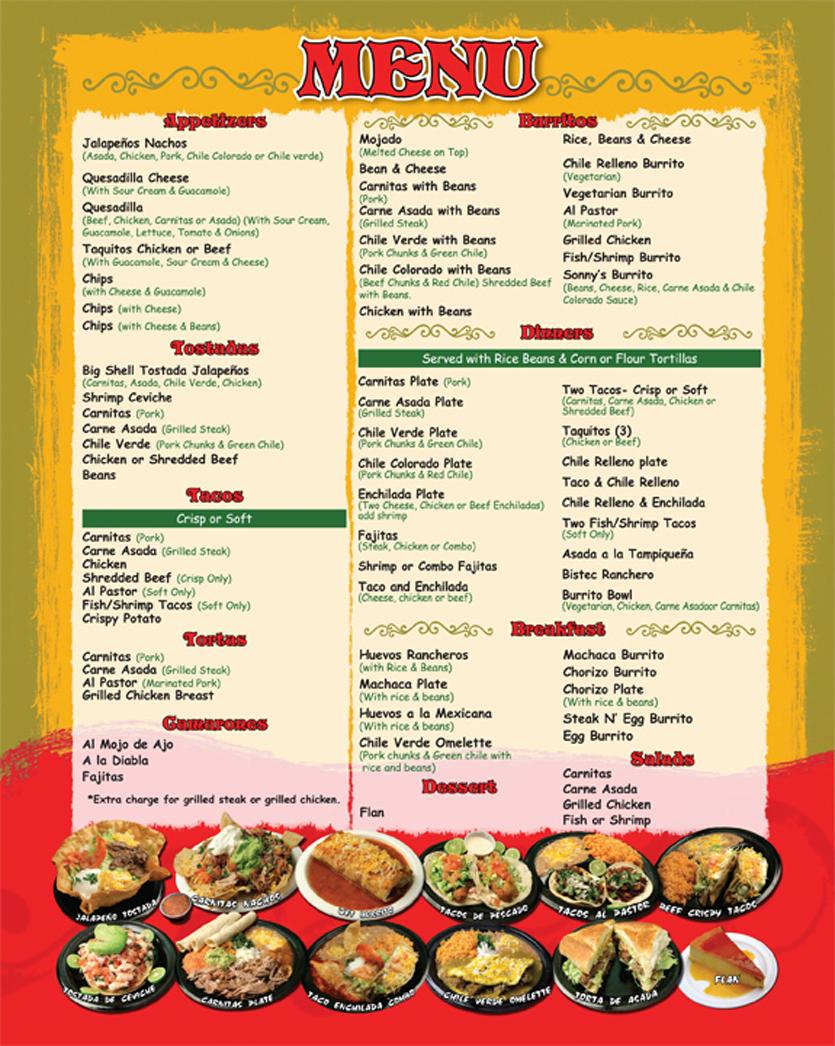 MENU
Appetizers
Jalapeños Nachos
(Asada, Chicken, Pork, Chile Colorado or Chile verde)
Quesadilla Cheese
(With Sour Cream & Guacamole)
Quesadilla
(Beef, Chicken, Carnitas or Asada) (With Sour Cream,
Guacamole, Lettuce, Tomato & Onions)
Taquitos Chicken or Beef
(With Guacamole, Sour Cream & Cheese)
Chips
(with Cheese & Guacamole)
Chips (with Cheese)
Chips (with Cheese & Beans)
Tostadas
Big Shell Tostada Jalapeños
(Carnitas, Asada, Chile Verde, Chicken)
Shrimp Ceviche
Carnitas (Pork)
Carne Asada (Grilled Steak)
Chile Verde (Pork Chunks & Green Chile)
Chicken or Shredded Beef
Beans
Tacos
Crisp or Soft
Carnitas (Pork)
Carne Asada (Grilled Steak)
Chicken
Shredded Beef (Crisp Only)
Al Pastor (Soft Only)
Fish/Shrimp Tacos (Soft Only)
Crispy Potato
Tortas
Carnitas (Pork)
Carne Asada (Grilled Steak)
Al Pastor (Marinated Pork)
Grilled Chicken Breast
Camarones
Al Mojo de Ajo
A la Diabla
Fajitas
*Extra charge for grilled steak or grilled chicken.
Burritos
Mojado
(Melted Cheese on Top)
Bean & Cheese
Carnitas with Beans
(Pork)
Carne Asada with Beans
(Grilled Steak)
Chile Verde with Beans
(Pork Chunks & Green Chile)
Chile Colorado with Beans
(Beef Chunks & Red Chile) Shredded Beef
with Beans.
Chicken with Beans
Rice, Beans & Cheese
Chile Relleno Burrito
(Vegetarian)
Vegetarian Burrito
Al Pastor
(Marinated Pork)
Grilled Chicken
Fish/Shrimp Burrito
Sonny's Burrito
(Beans, Cheese, Rice, Carne Asada & Chile
Colorado Sauce)
Dinners
Served with Rice Beans & Corn or Flour Tortillas
Carnitas Plate (Pork)
Carne Asada Plate
(Grilled Steak)
Chile Verde Plate
(Pork Chunks & Green Chile)
Chile Colorado Plate
(Pork Chunks & Red Chile)
Enchilada Plate
(Two Cheese, Chicken or Beef Enchiladas)
add shrimp
Fajitas
(Steak, Chicken or Combo)
Shrimp or Combo Fajitas
Taco and Enchilada
(Cheese, chicken or beef)
Two Tacos- Crisp or Soft
(Carnitas, Carne Asada, Chicken or
Shredded Beef)
Taquitos (3)
(Chicken or Beef)
Chile Relleno plate
Taco & Chile Relleno
Chile Relleno & Enchilada
Two Fish/Shrimp Tacos
(Soft Only)
Asada a la Tampiqueña
Bistec Ranchero
Burrito Bowl
(Vegetarian, Chicken, Carne Asadaor Carnitas)
Breakfast
Huevos Rancheros
(with Rice & Beans)
Machaca Plate
(With rice & beans)
Huevos a la Mexicana
(With rice & beans)
Chile Verde Omelette
(Pork chunks & Green chile with
rice and beans)
Machaca Burrito
Chorizo Burrito
Chorizo Plate
(With rice & beans)
Steak N' Egg Burrito
Egg Burrito
Dessert
Flan
Salads
Carnitas
Carne Asada
Grilled Chicken
Fish or Shrimp
JALAPEÑO TOSTADA
CARNITAS NACHOS
WET BURRITO
TACOS DE PESCADO
TACOS AL PASTOR
BEEF CRISPY TACOS
TOSTADA DE CEVICHE
CARNITAS PLATE
TACO ENCHILADA COMBO
CHILE VERDE OMELETTE
TORTA DE ASADA
FLAN